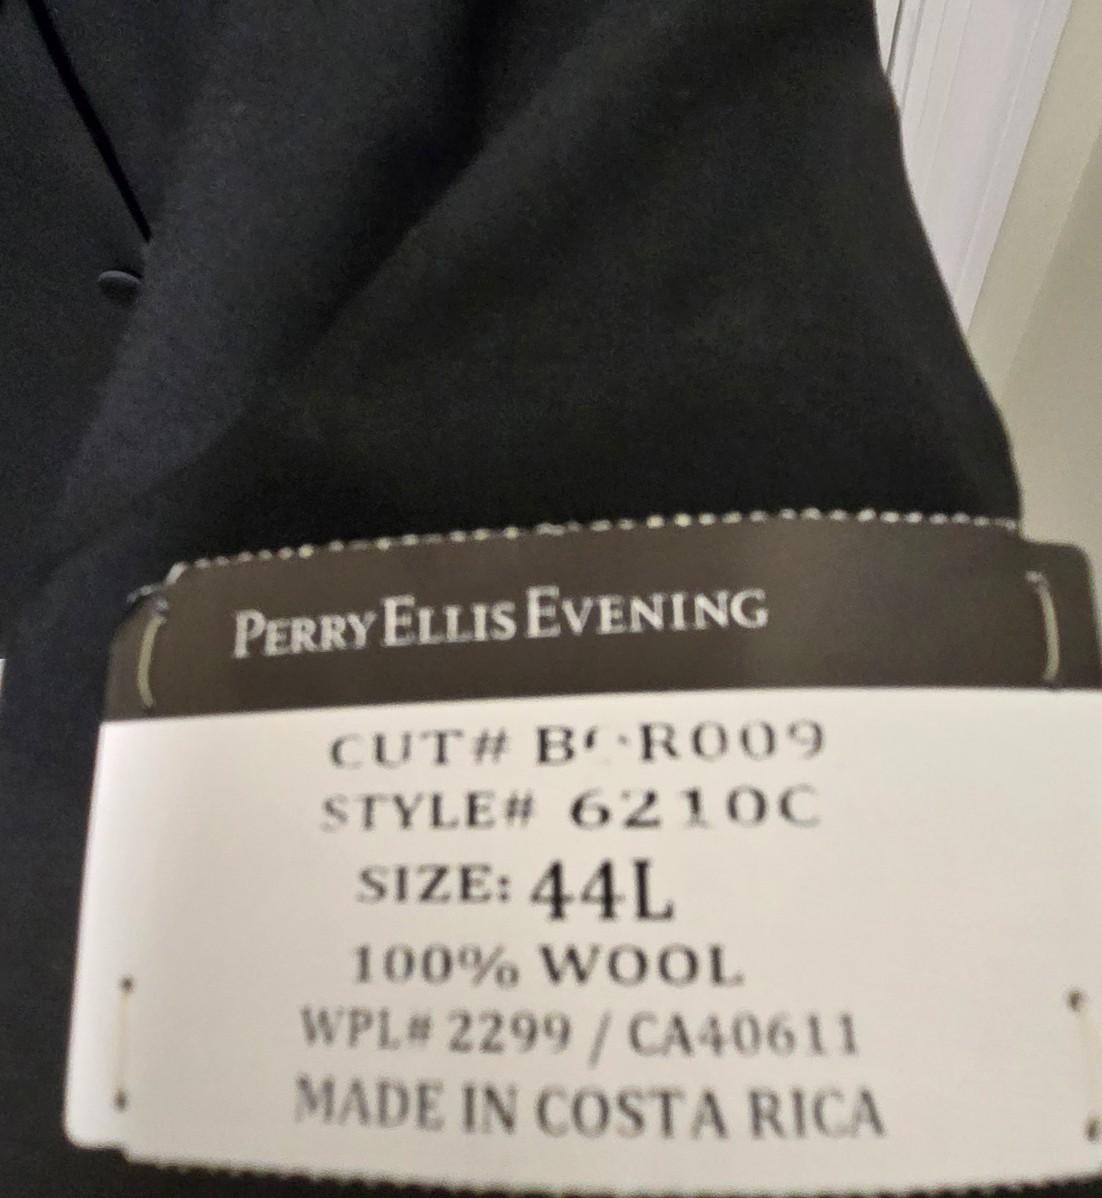 PERRY ELLIS EVENING
CUT#
STYLE# 6210C
SIZE: 44L
100% WOOL
WPL# 2299 / CA40611
MADE IN COSTA RICA